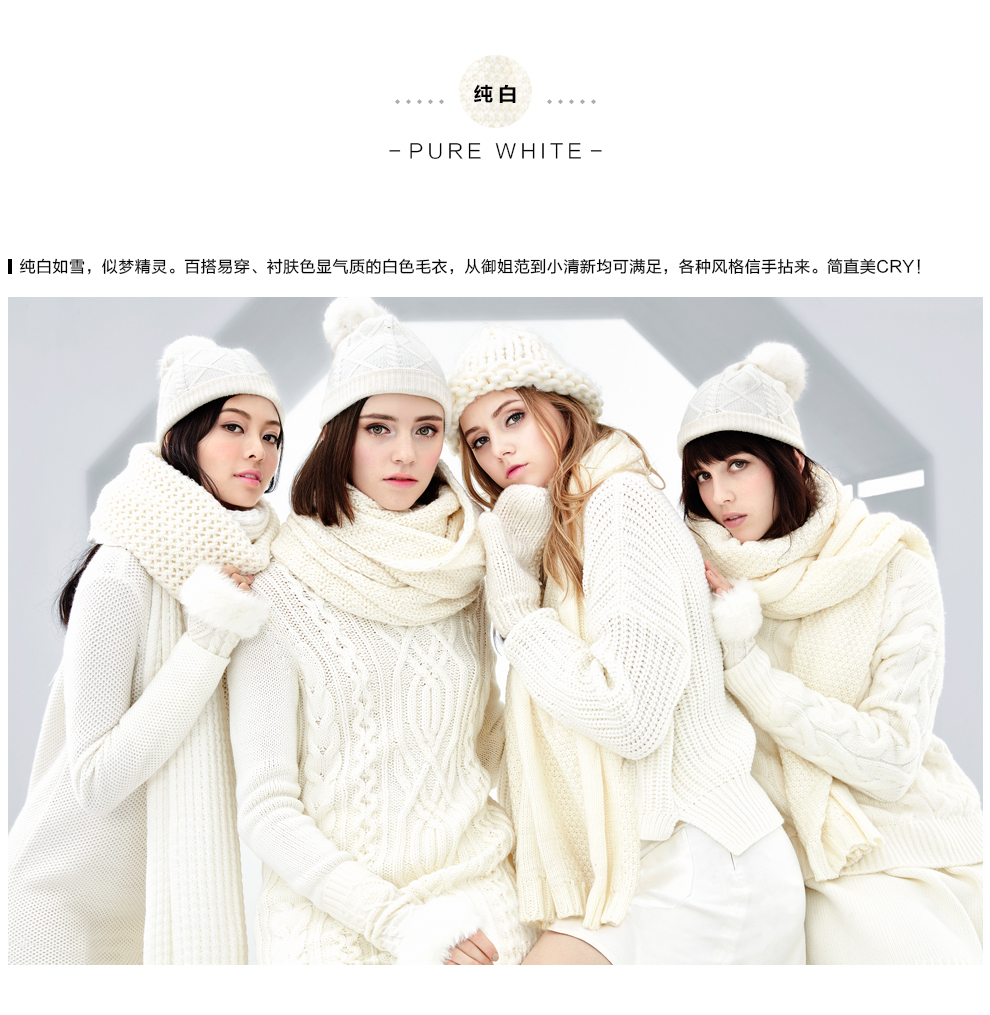 纯白
-PURE WHITE-
纯白如雪，似梦精灵。百搭易穿、衬肤色显气质的白色毛衣，从御姐范到小清新均可满足，各种风格信手拈来。简直美CRY！